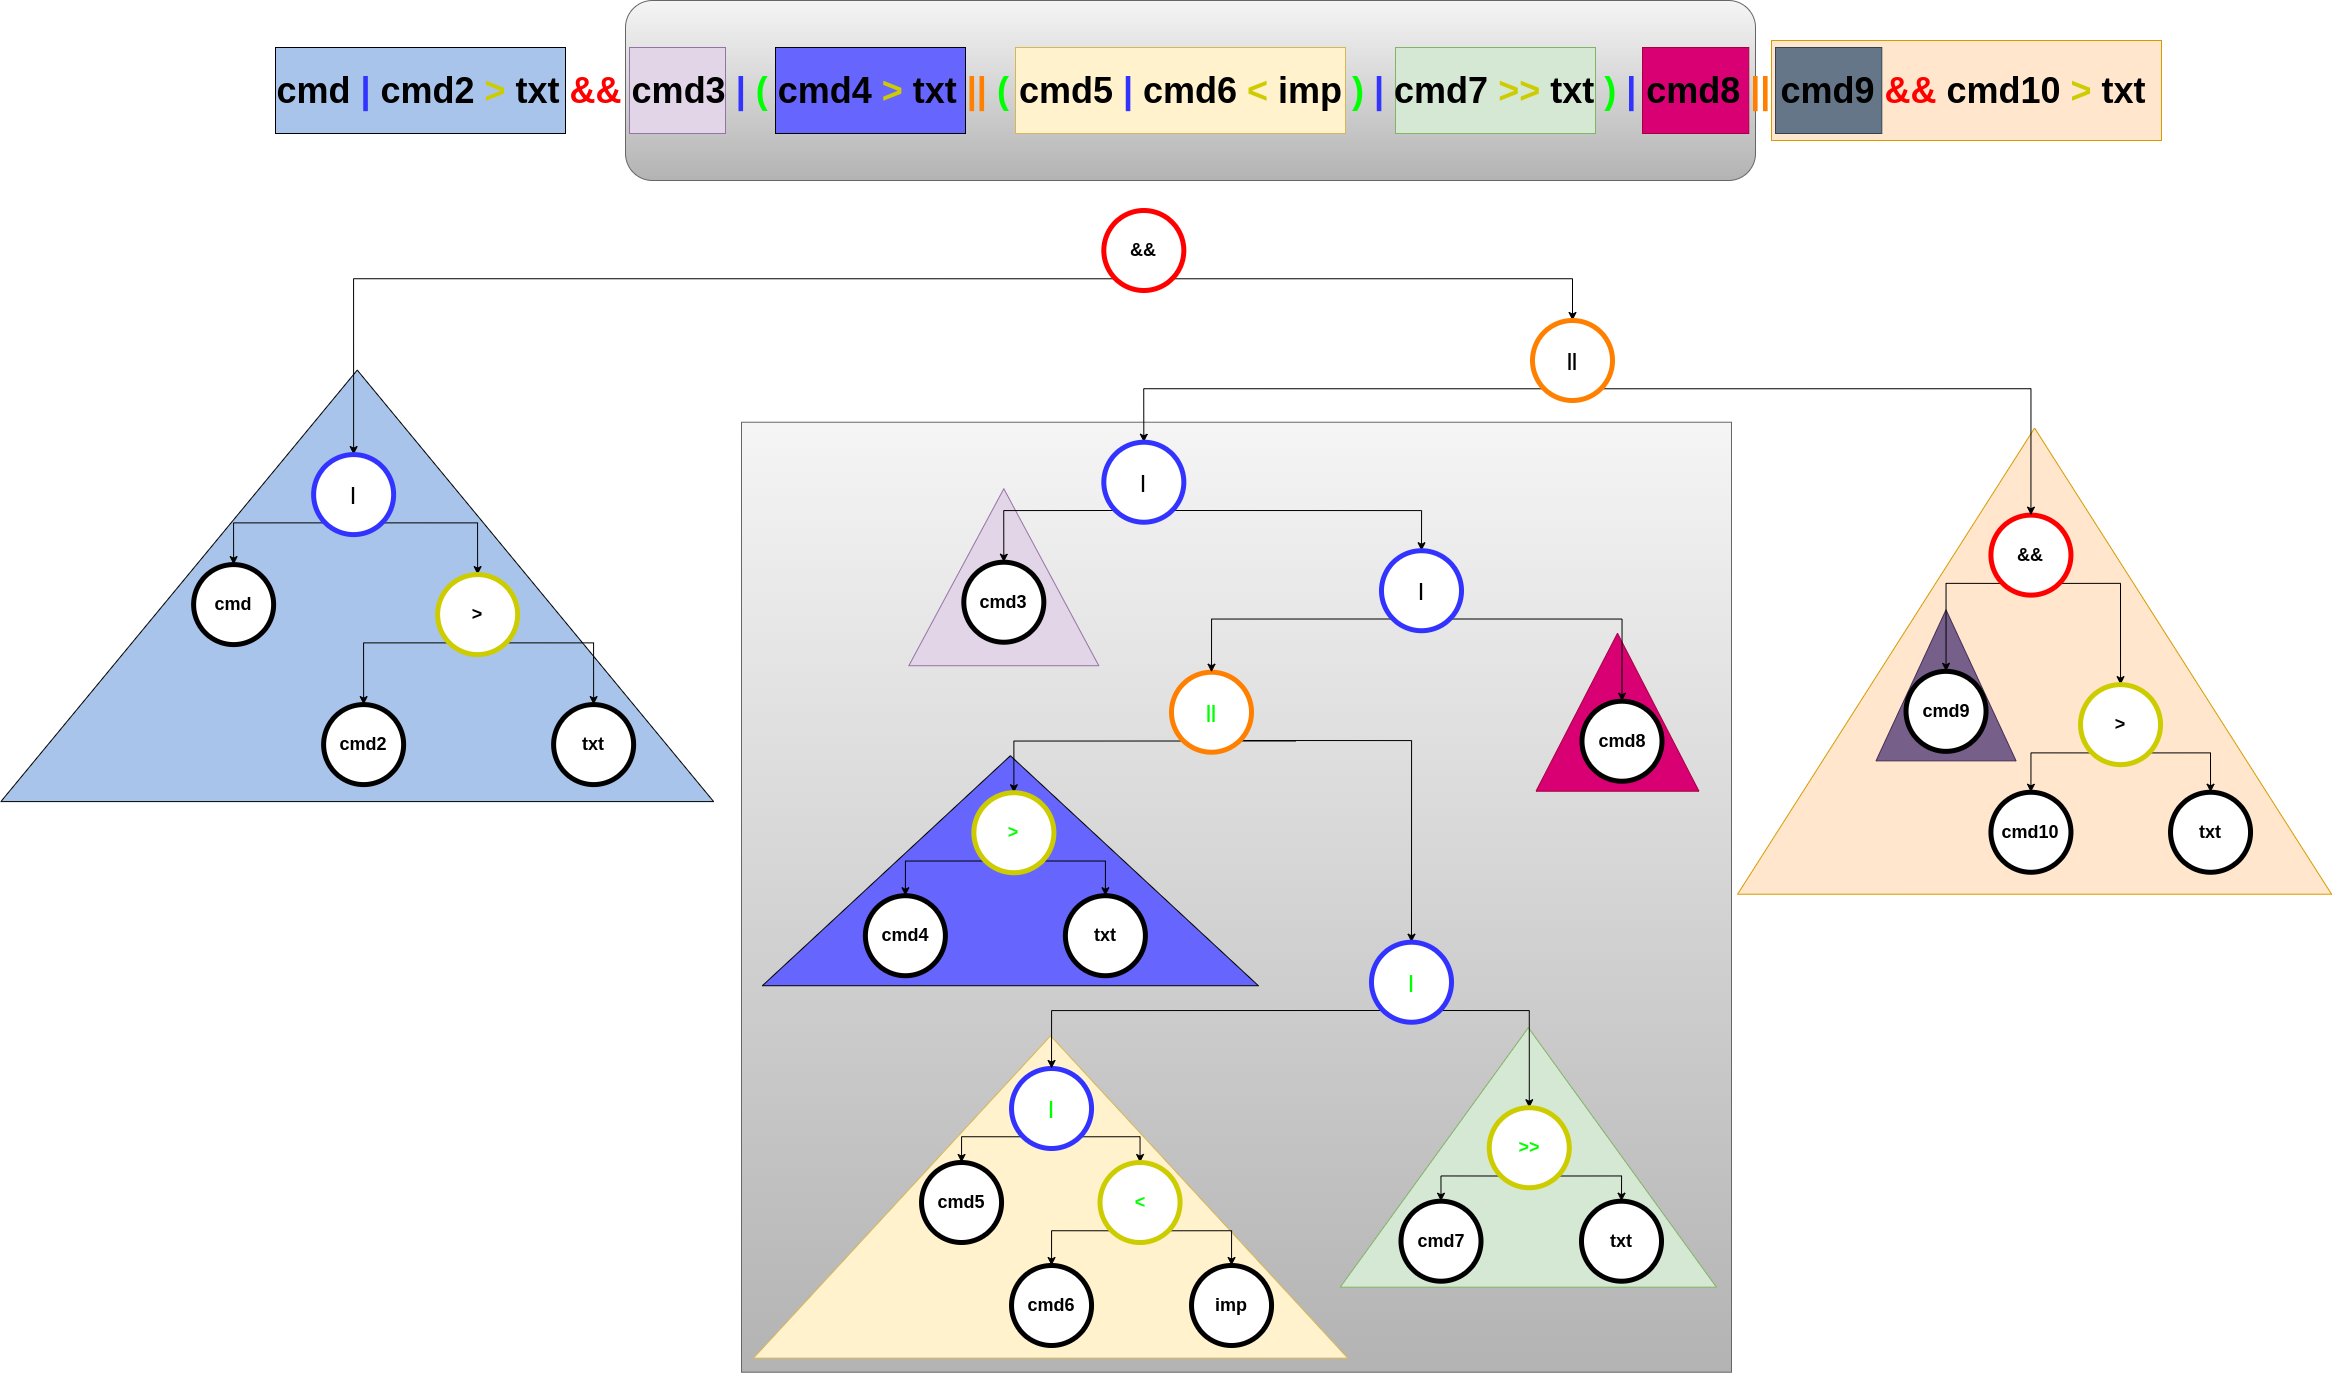 cmd | cmd2 > txt && cmd3 | ( cmd4 > txt || ( cmd5 | cmd6 < imp ) | cmd7 >> txt ) | cmd8 || cmd9 && cmd10 > txt
&&
||
|
|
&&
|
cmd
>
cmd3
||
cmd8
cmd9
>
cmd2
txt
>
cmd10
txt
cmd4
txt
|
|
>>
cmd5
<
cmd7
txt
cmd6
imp